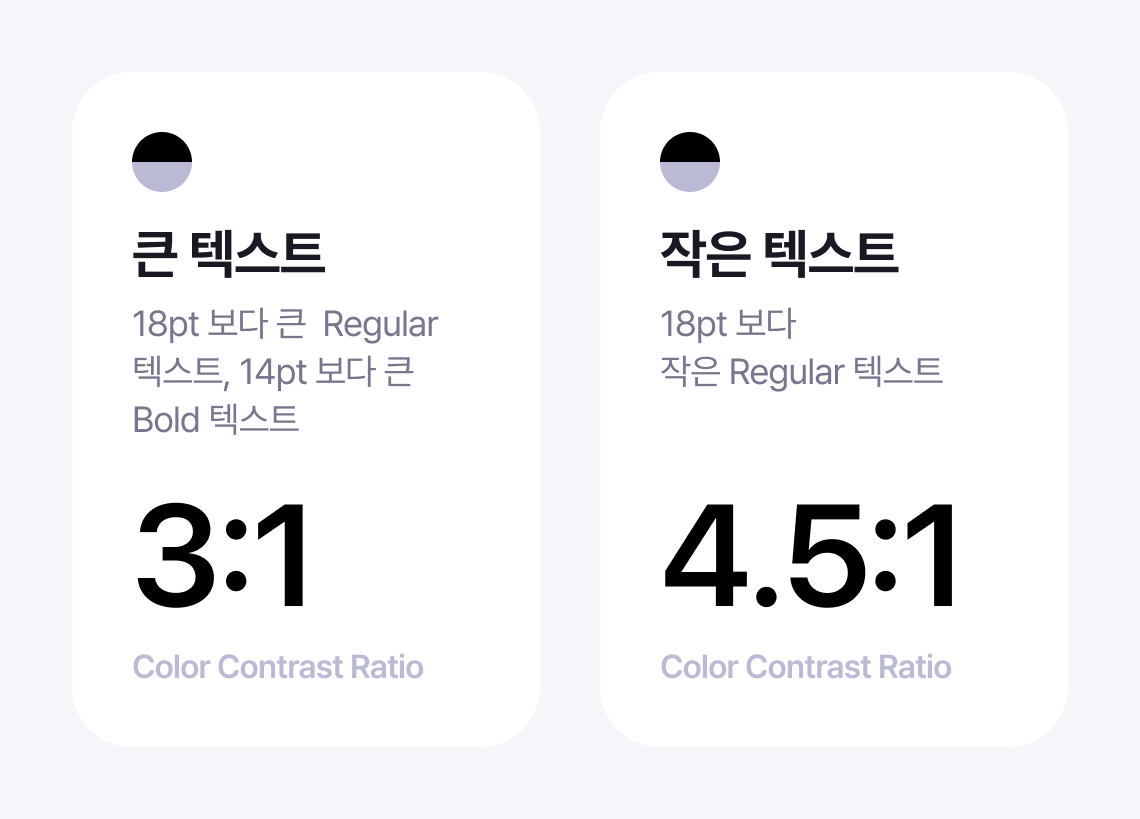 큰 텍스트
18pt 보다 큰 Regular
텍스트, 14pt 보다 큰
Bold 텍스트
3:1
Color Contrast Ratio
작은 텍스트
18pt 보다
작은 Regular 텍스트
4.5:1
Color Contrast Ratio